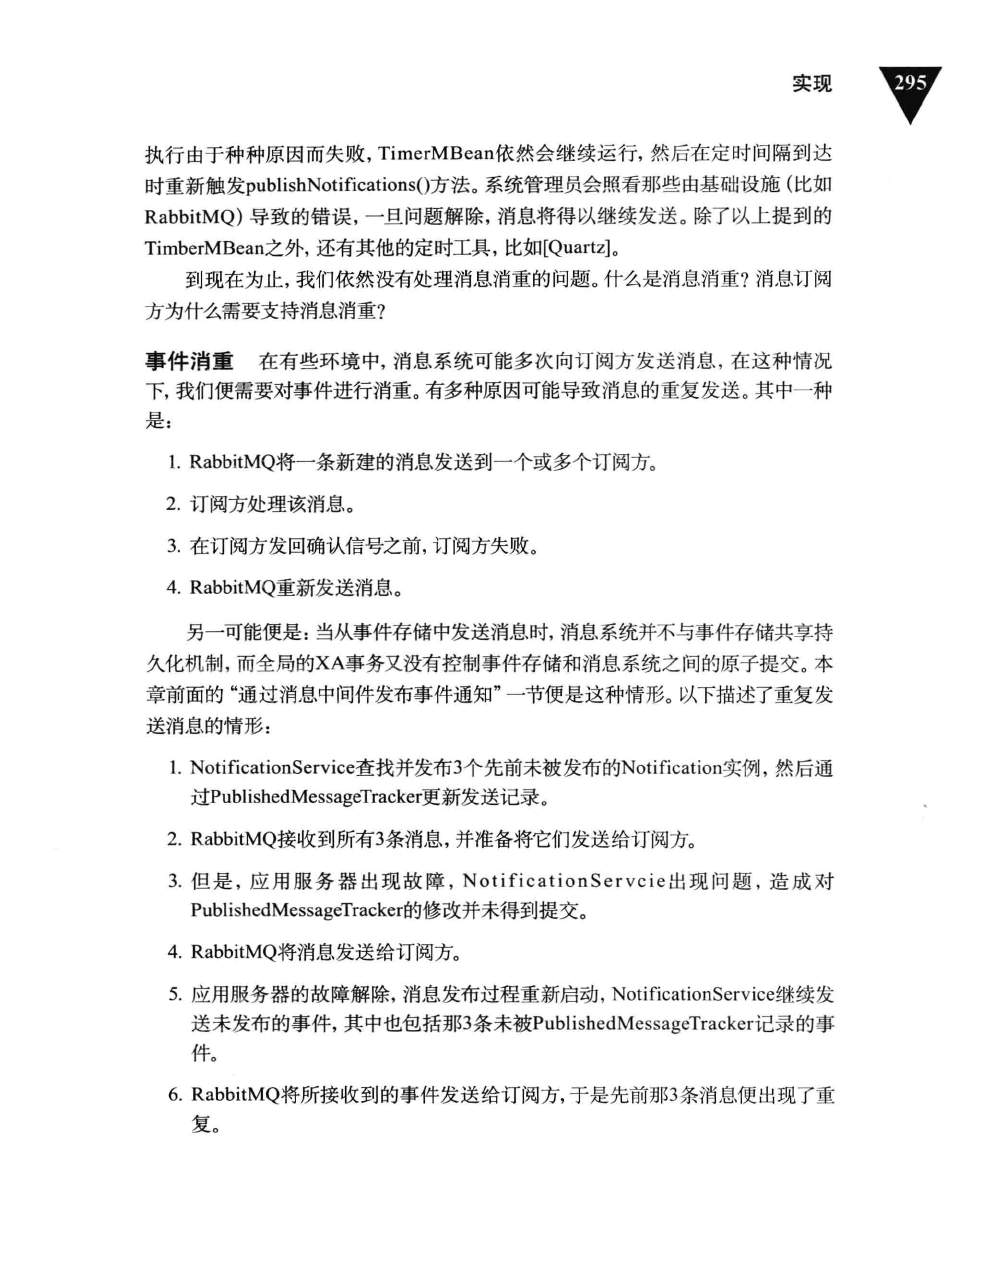 实现
295
执行由于种种原因而失败，TimerMBean依然会继续运行，然后在定时间隔到达
时重新触发publishNotifications()方法。系统管理员会照看那些由基础设施（比如
RabbitMQ）导致的错误，一旦问题解除，消息将得以继续发送。除了以上提到的
TimberMBean之外，还有其他的定时工具，比如[Quartz]。
到现在为止，我们依然没有处理消息消重的问题。什么是消息消重？消息订阅
方为什么需要支持消息消重？
事件消重 在有些环境中，消息系统可能多次向订阅方发送消息，在这种情况
下，我们便需要对事件进行消重。有多种原因可能导致消息的重复发送。其中一种
是：
1. RabbitMQ将一条新建的消息发送到一个或多个订阅方。
2. 订阅方处理该消息。
3. 在订阅方发回确认信号之前，订阅方失败。
4. RabbitMQ重新发送消息。
另一可能便是：当从事件存储中发送消息时，消息系统并不与事件存储共享持
久化机制，而全局的XA事务又没有控制事件存储和消息系统之间的原子提交。本
章前面的“通过消息中间件发布事件通知”一节便是这种情形。以下描述了重复发
送消息的情形：
1. NotificationService查找并发布3个先前未被发布的Notification实例，然后通
过PublishedMessageTracker更新发送记录。
2. RabbitMQ接收到所有3条消息，并准备将它们发送给订阅方。
3. 但是，应用服务器出现故障，NotificationServcie出现问题，造成对
PublishedMessageTracker的修改并未得到提交。
4. RabbitMQ将消息发送给订阅方。
5. 应用服务器的故障解除，消息发布过程重新启动，NotificationService继续发
送未发布的事件，其中也包括那3条未被PublishedMessageTracker记录的事
件。
6. RabbitMQ将所接收到的事件发送给订阅方，于是先前那3条消息便出现了重
复。